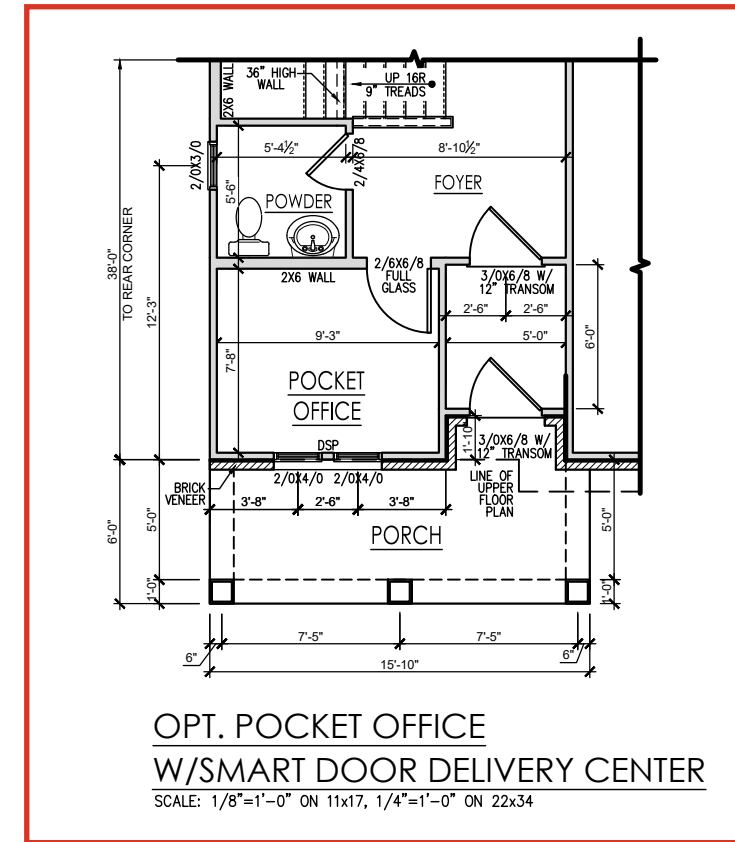 36" HIGH
WALL
UP 16R
9" TREADS
2X6 WALL
2/0X3/0
5'-4½"
2/4X6/8
8'-10½"
5'-6"
POWDER
FOYER
38'-0"
TO REAR CORNER
12'-3"
2X6 WALL
2/6X6/8
FULL
GLASS
3/0X6/8 W/
12" TRANSOM
2'-6"
2'-6"
9'-3"
5'-0"
6'-0"
7'-8"
POCKET
OFFICE
DSP
1'-10"
3/0X6/8 W/
12" TRANSOM
BRICK
VENEER
2/0X4/0
2/0X4/0
LINE OF
UPPER
FLOOR
PLAN
3'-8"
2'-6"
3'-8"
6'-0"
5'-0"
PORCH
5'-0"
1'-0"
1'-0"
6"
7'-5"
7'-5"
6"
15'-10"
OPT. POCKET OFFICE
W/SMART DOOR DELIVERY CENTER
SCALE: 1/8"=1'-0" ON 11x17, 1/4"=1'-0" ON 22x34